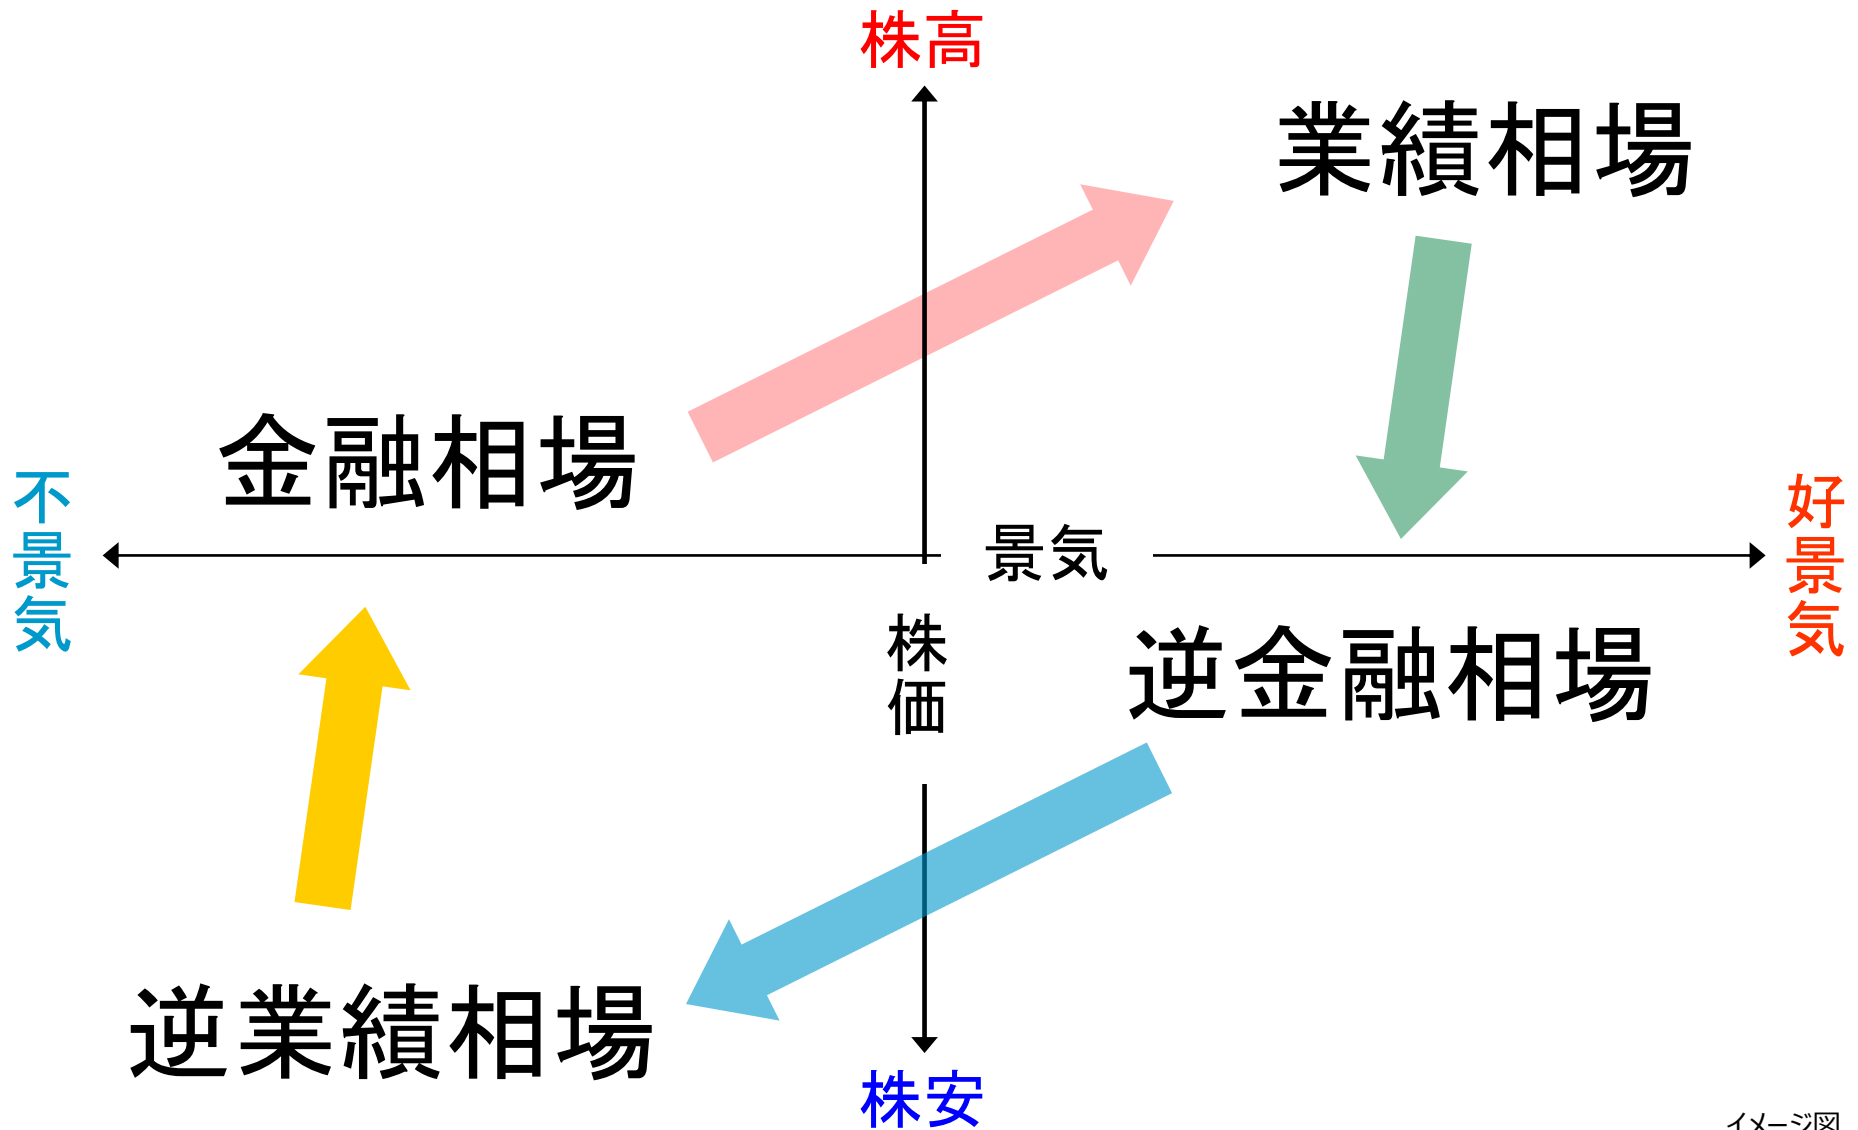 株高
業績相場
金融相場
不景気
景気
好景気
株価
逆金融相場
逆業績相場
株安
イメージ図